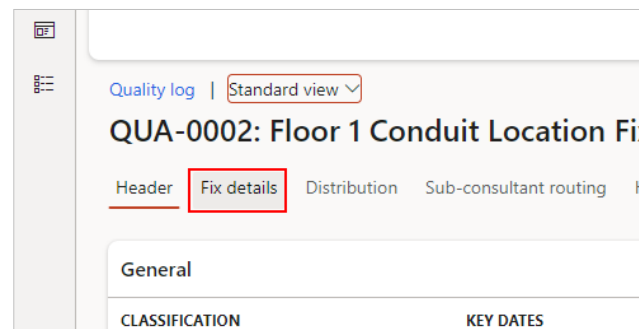 Quality log | Standard view
QUA-0002: Floor 1 Conduit Location Fi
Header Fix details Distribution Sub-consultant routing
General
CLASSIFICATION KEY DATES